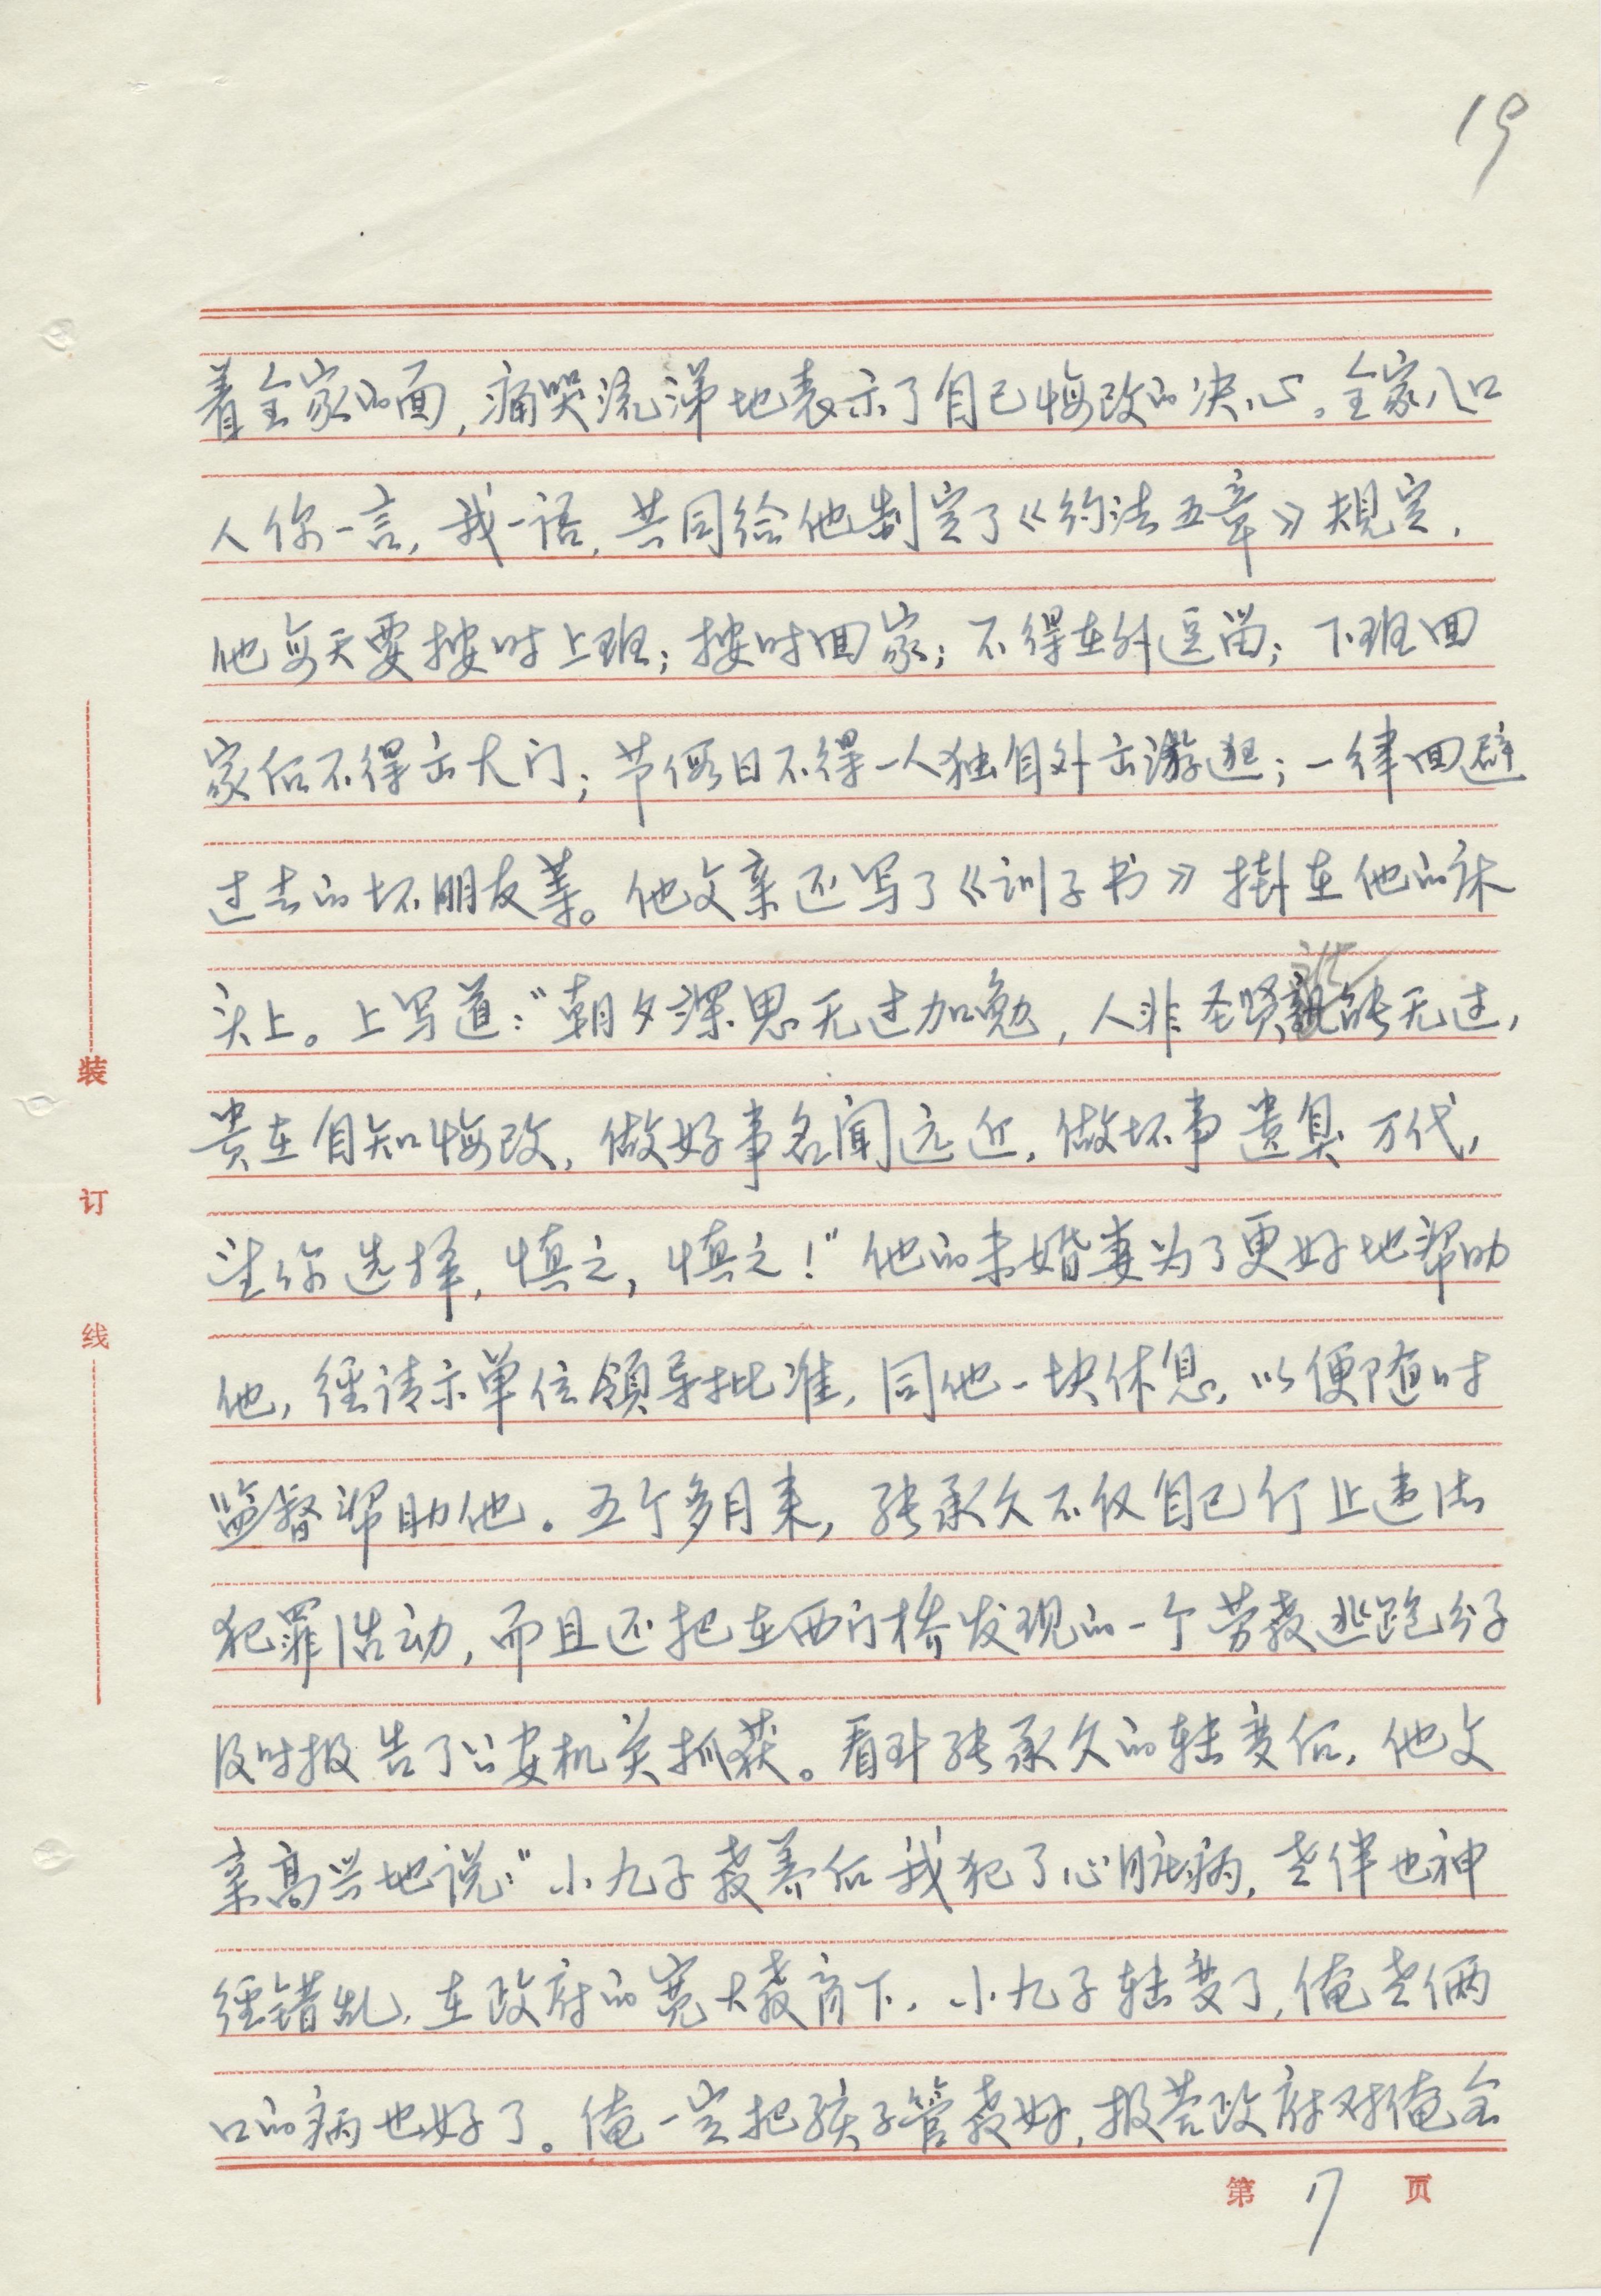 19
着全家的面,痛哭流涕地表示了自己悔改的决心。全家八口
人你一言,我一语,共同给他制定了《约法五章》规定,
他每天要按时上班;按时回家;不得在外逗留;下班回
家后不得出大门;节假日不得一人独自外出游逛;一律回避
过去的坏朋友等。他父亲还写了《训子书》掛在他的床
头上。上写道:“朝夕深思无过加勉,人非圣贤谁能无过,
贵在自知悔改,做好事名闻远近,做坏事遗臭万代,
望你选择,慎之,慎之!”他的未婚妻为了更好地帮助
他,经请示单位领导批准,同他一块休息,以便随时
监督帮助他。五个多月来,张承久不仅自己停止违法
犯罪活动,而且还把在西门桥发现的一个劳教逃跑分子
及时报告了公安机关抓获。看到张承久的转变后,他父
亲高兴地说:“小九子教养后我犯了心脏病,老伴也神
经错乱,在政府的宽大教育下,小九子转变了,俺老俩
口的病也好了。俺一定把孩子管教好,报答政府对俺全
装
订
线
第 17 页